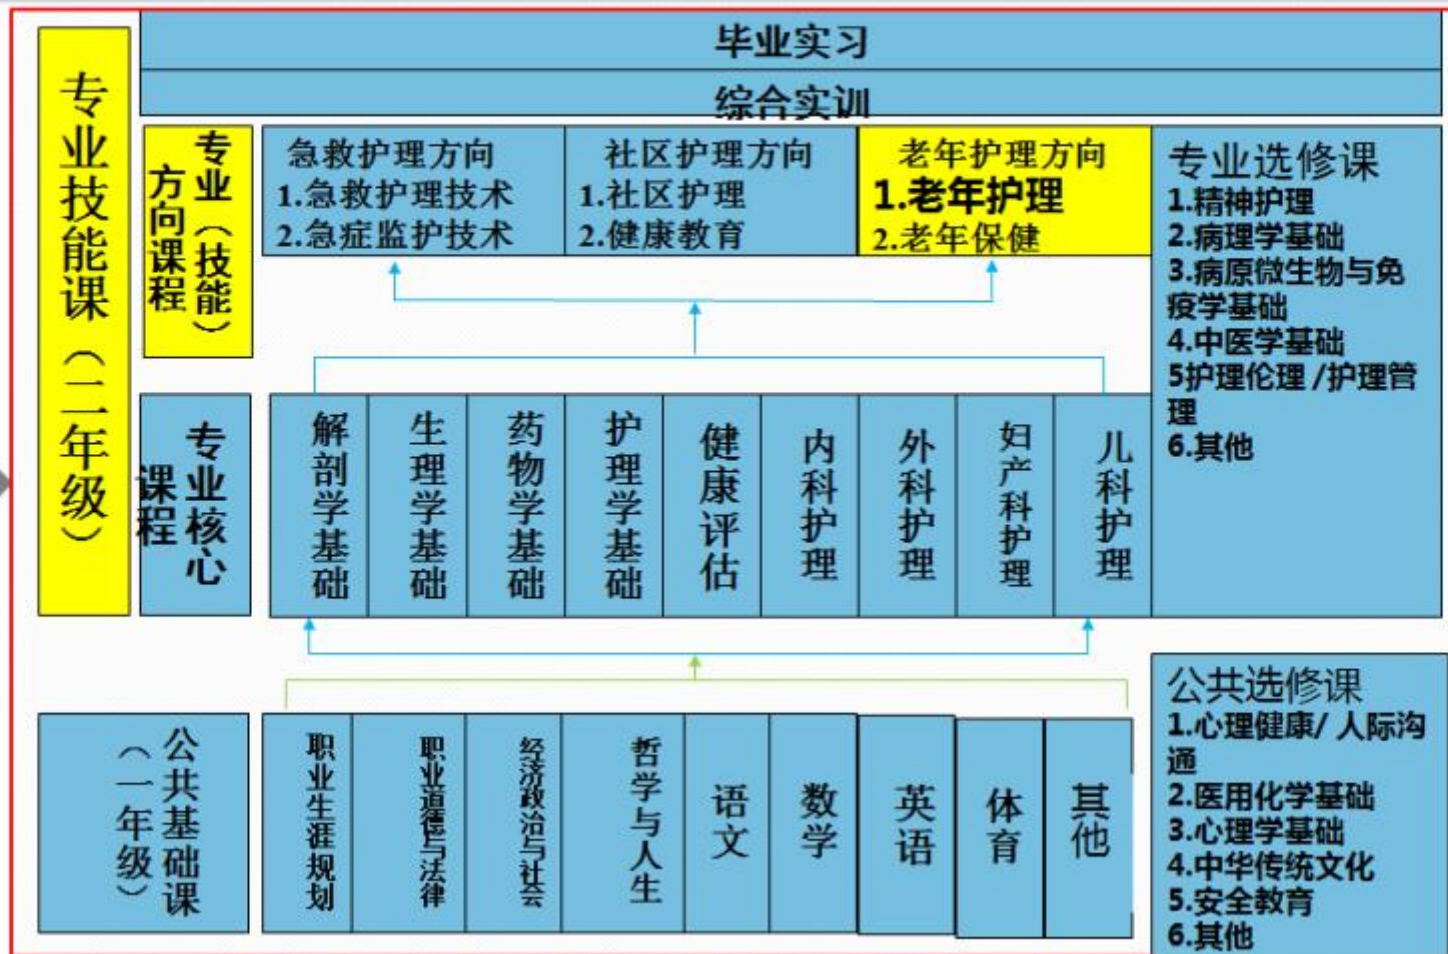 毕业实习
综合实训
专业技能课（二年级）
专业（技能）
方向课程
急救护理方向
1.急救护理技术
2.急症监护技术
社区护理方向
1.社区护理
2.健康教育
老年护理方向
1.老年护理
2.老年保健
专业选修课
1.精神护理
2.病理学基础
3.病原微生物与免
疫学基础
4.中医学基础
5护理伦理 /护理管
理
6.其他
专业核心
课程
解剖学基础
生理学基础
药物学基础
护理学基础
健康评估
内科护理
外科护理
妇产科护理
儿科护理
公共基础课
（一年级）
职业生涯规划
职业道德与法律
经济政治与社会
哲学与人生
语文
数学
英语
体育
其他
公共选修课
1.心理健康/ 人际沟
通
2.医用化学基础
3.心理学基础
4.中华传统文化
5.安全教育
6.其他